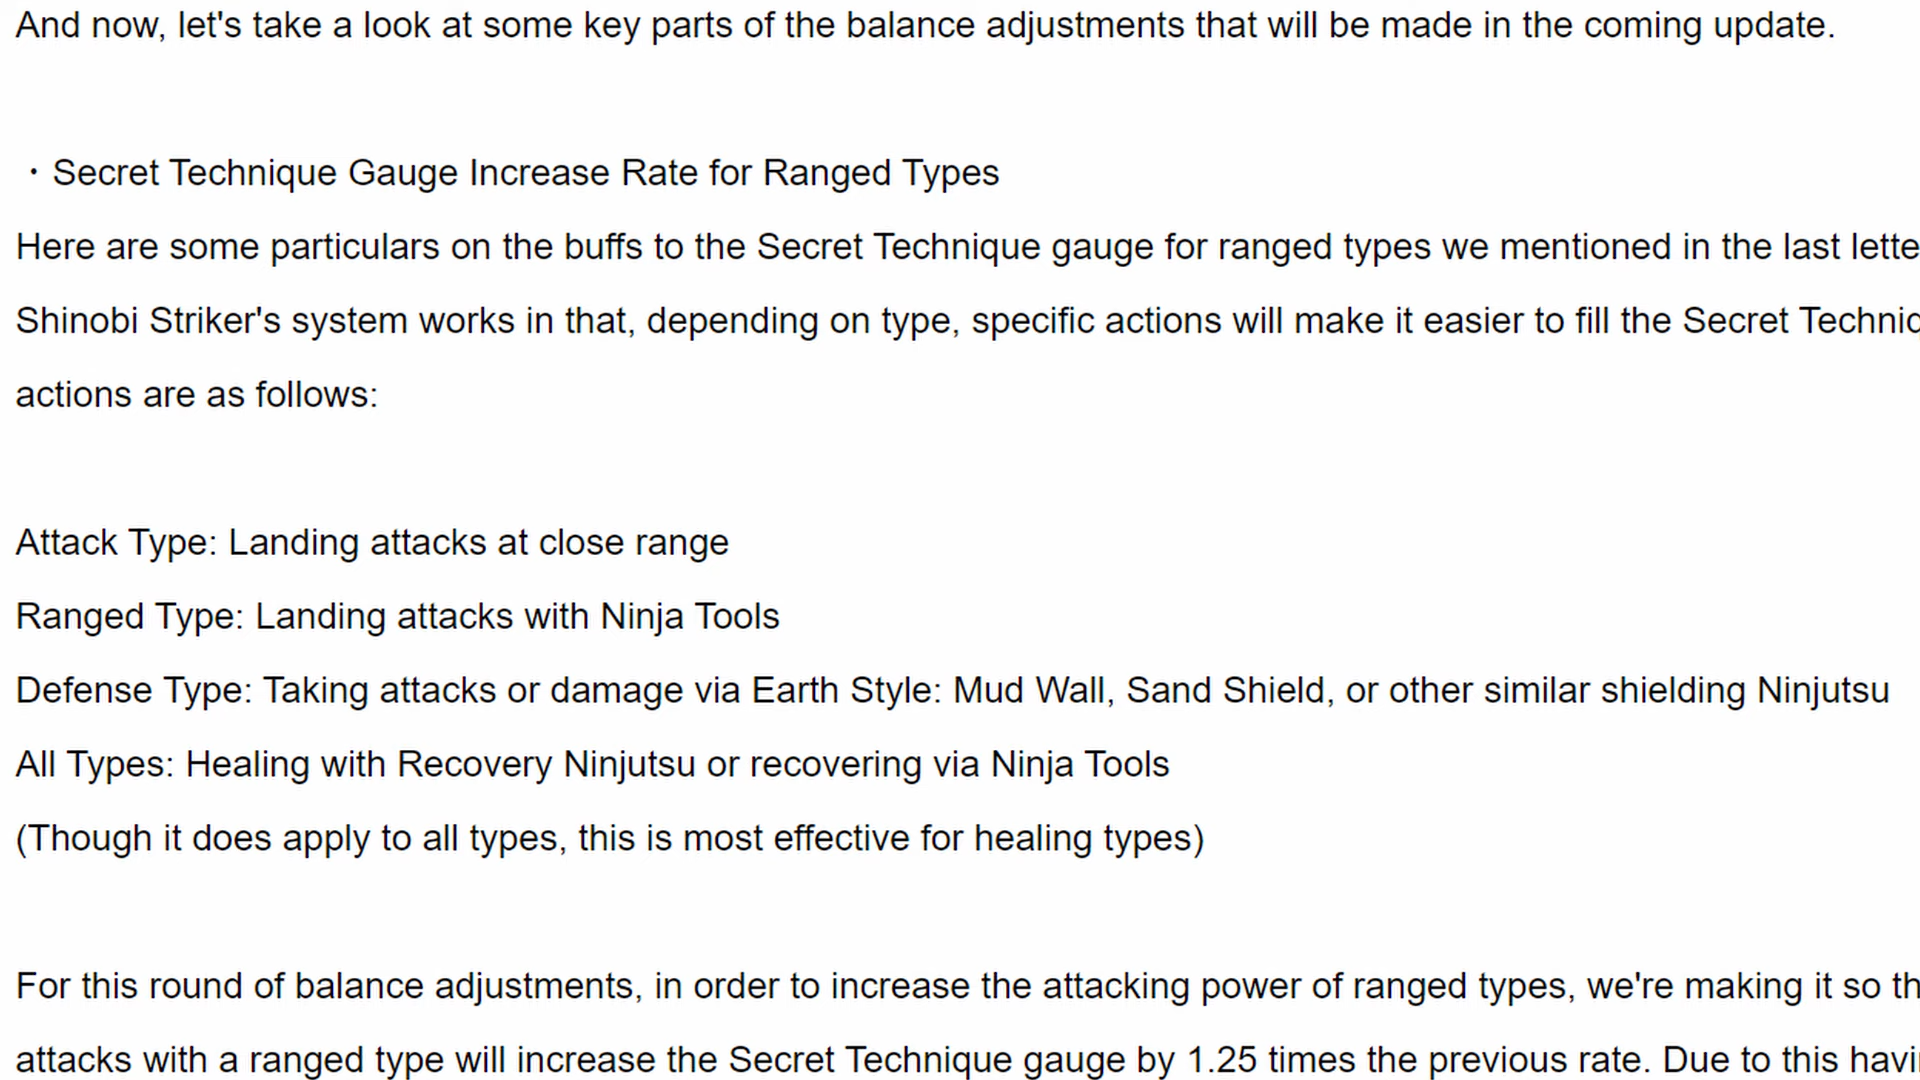 And now, let's take a look at some key parts of the balance adjustments that will be made in the coming update.
・Secret Technique Gauge Increase Rate for Ranged Types
Here are some particulars on the buffs to the Secret Technique gauge for ranged types we mentioned in the last
Shinobi Striker's system works in that, depending on type, specific actions will make it easier to fill the Secret
actions are as follows:
Attack Type: Landing attacks at close range
Ranged Type: Landing attacks with Ninja Tools
Defense Type: Taking attacks or damage via Earth Style: Mud Wall, Sand Shield, or other similar shielding Ninjutsu
All Types: Healing with Recovery Ninjutsu or recovering via Ninja Tools
(Though it does apply to all types, this is most effective for healing types)
For this round of balance adjustments, in order to increase the attacking power of ranged types, we're making it so
attacks with a ranged type will increase the Secret Technique gauge by 1.25 times the previous rate. Due to this